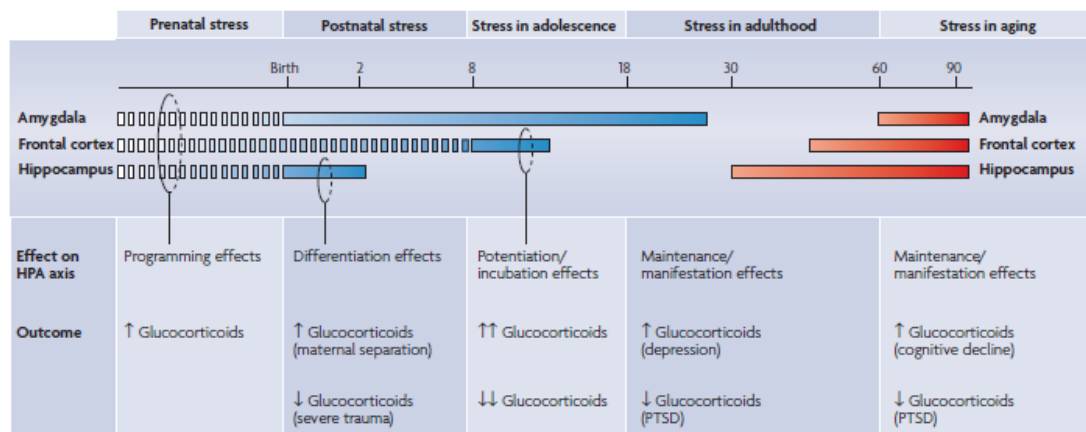 Prenatal stress
Postnatal stress
Stress in adolescence
Stress in adulthood
Stress in aging
Birth 2 8 18 30 60 90
Amygdala Amygdala
Frontal cortex Frontal cortex
Hippocampus Hippocampus
Effect on
HPA axis
Programming effects
Differentiation effects
Potentiation/
incubation effects
Maintenance/
manifestation effects
Maintenance/
manifestation effects
Outcome
↑ Glucocorticoids
↑ Glucocorticoids
(maternal separation)
↑↑ Glucocorticoids
↑ Glucocorticoids
(depression)
↑ Glucocorticoids
(cognitive decline)
↓ Glucocorticoids
(severe trauma)
↓↓ Glucocorticoids
↓ Glucocorticoids
(PTSD)
↓ Glucocorticoids
(PTSD)